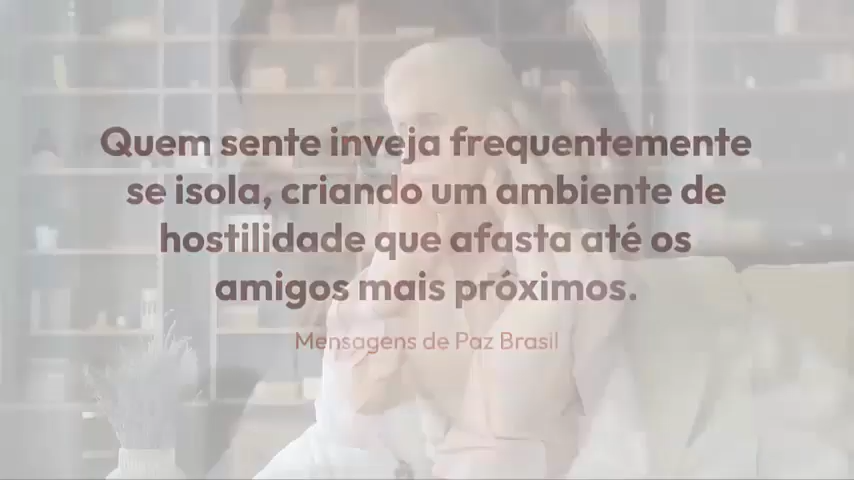 Quem sente inveja frequentemente
se isola, criando um ambiente de
hostilidade que afasta até os
amigos mais próximos.
Mensagens de Paz Brasil